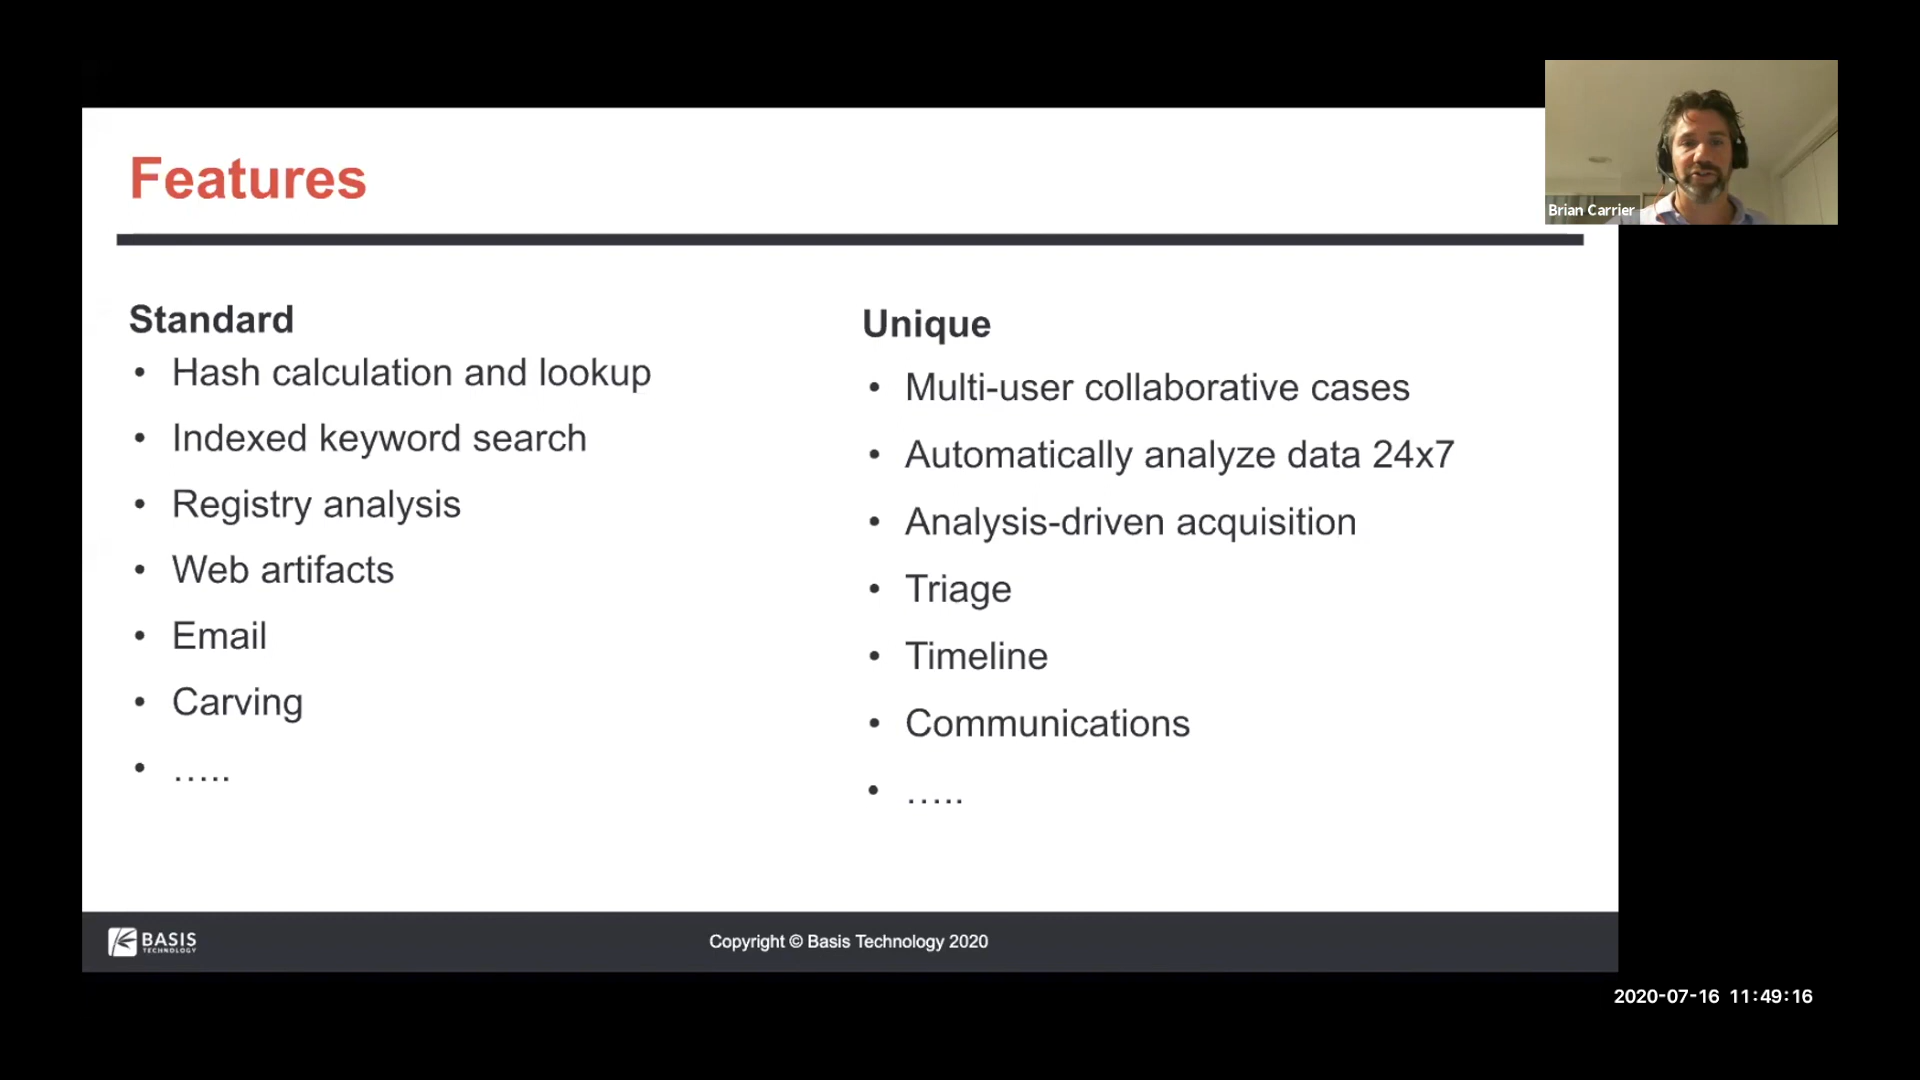 Features
Brian Carrier
Standard
• Hash calculation and lookup
• Indexed keyword search
• Registry analysis
• Web artifacts
• Email
• Carving
• …..
Unique
• Multi-user collaborative cases
• Automatically analyze data 24x7
• Analysis-driven acquisition
• Triage
• Timeline
• Communications
• …..
BASIS
TECHNOLOGY
Copyright © Basis Technology 2020
2020-07-16 11:49:16